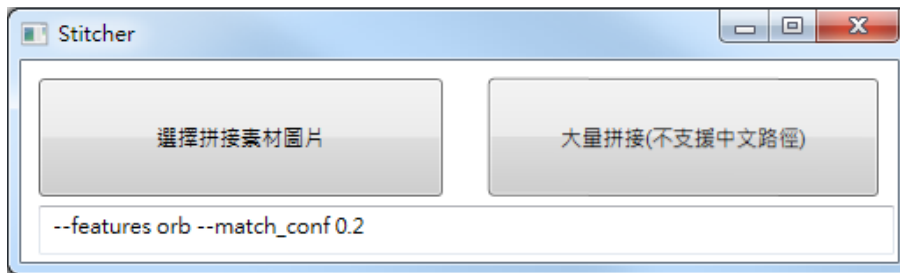 Stitcher
選擇拼接素材圖片
大量拼接(不支援中文路徑)
--features orb --match_conf 0.2